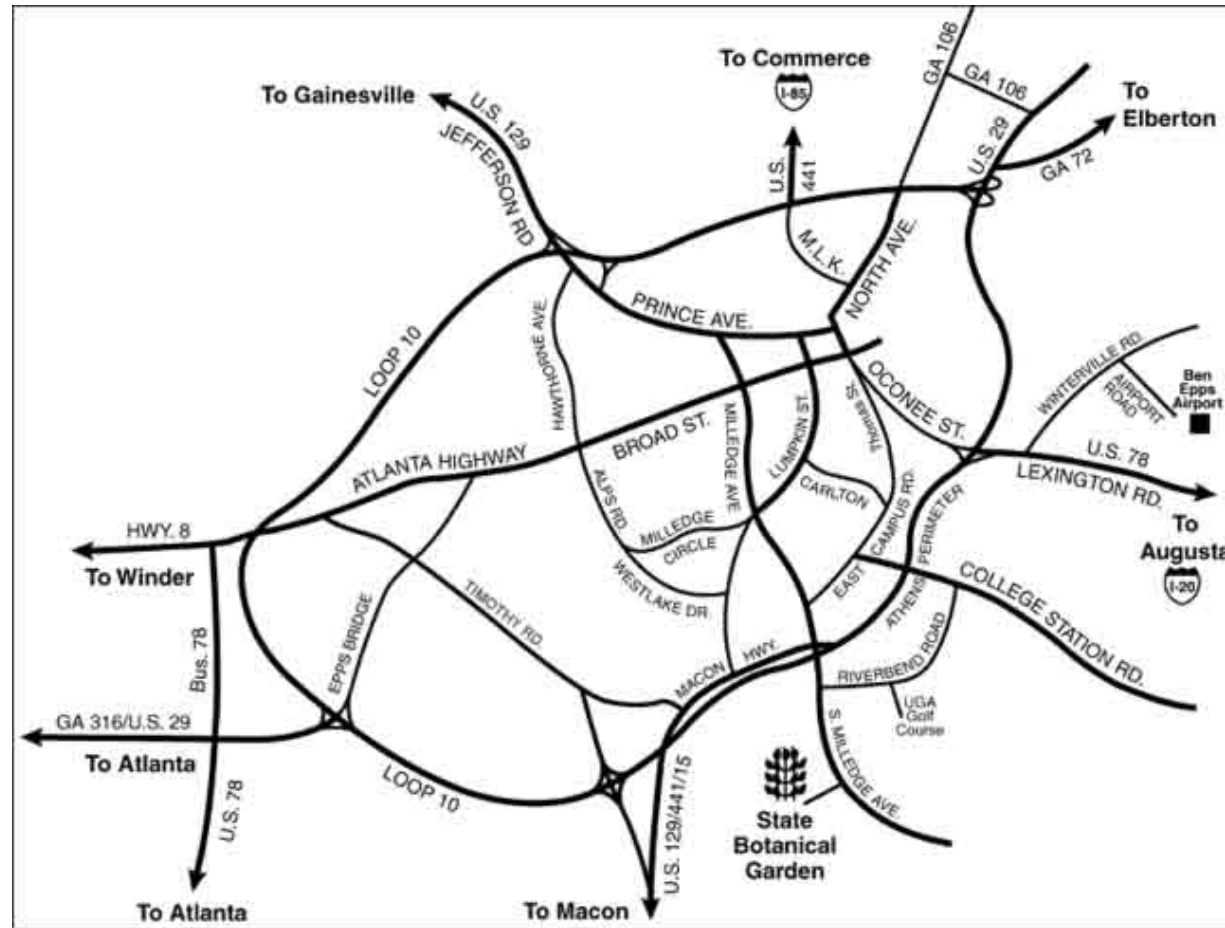 To Commerce
I-85
GA 106
GA 106
To Gainesville
U.S. 129
JEFFERSON RD
U.S.
441
U.S. 29
To
Elberton
GA 72
M.L.K.
NORTH AVE.
PRINCE AVE.
LOOP 10
HAWTHORNE AVE.
WINTERVILLE RD.
AIRPORT
ROAD
Ben
Epps
Airport
OCONEE ST.
Thomas St.
BROAD ST.
MILLEDGE AVE
LUMPKIN ST.
ATLANTA HIGHWAY
U.S. 78
LEXINGTON RD.
To
Augusta
I-20
ALPS RD.
CARLTON
CAMPUS RD.
EAST
MILLEDGE
CIRCLE
ATHENS PERIMETER
HWY. 8
To Winder
WESTLAKE DR.
COLLEGE STATION RD.
TIMOTHY RD.
EPPS BRIDGE
Bus. 78
MACON HWY.
RIVERBEND ROAD
UGA
Golf
Course
GA 316/U.S. 29
To Atlanta
LOOP 10
S. MILLEDGE AVE.
State
Botanical
Garden
U.S. 78
U.S. 129/441/15
To Atlanta
To Macon